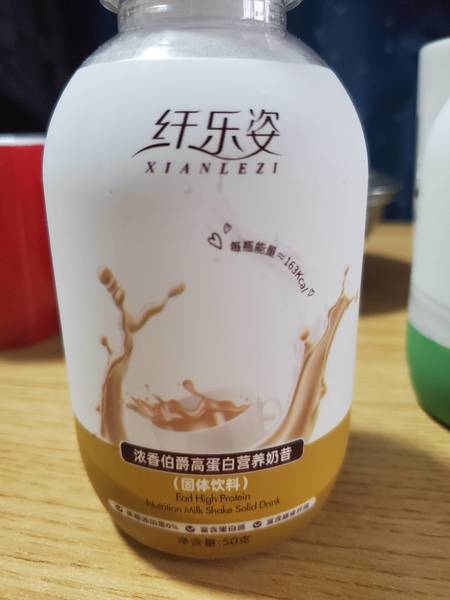 纤乐姿
XIANLEZI
每瓶能量≈163Kcal
浓香伯爵高蛋白营养奶昔
(固体饮料)
Earl High Protein
Nutrition Milk Shake Solid Drink
富含蛋白质
净含量:50克